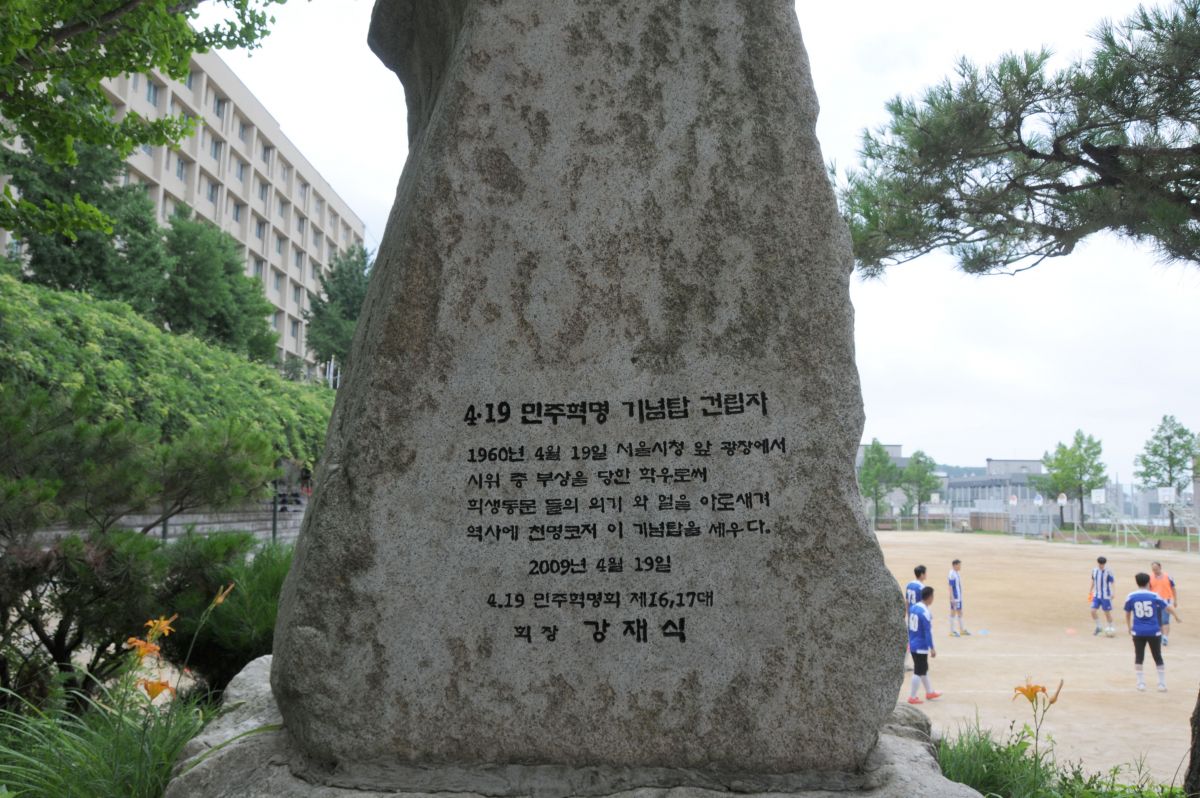 4·19 민주혁명 기념탑 건립자
1960년 4월 19일 서울시청 앞 광장에서
시위 중 부상을 당한 학우로써
희생동문 들의 의기 와 얼을 아로새겨
역사에 천명코저 이 기념탑을 세우다.
2009년 4월 19일
4.19 민주혁명회 제16,17대
회장 강재식
85